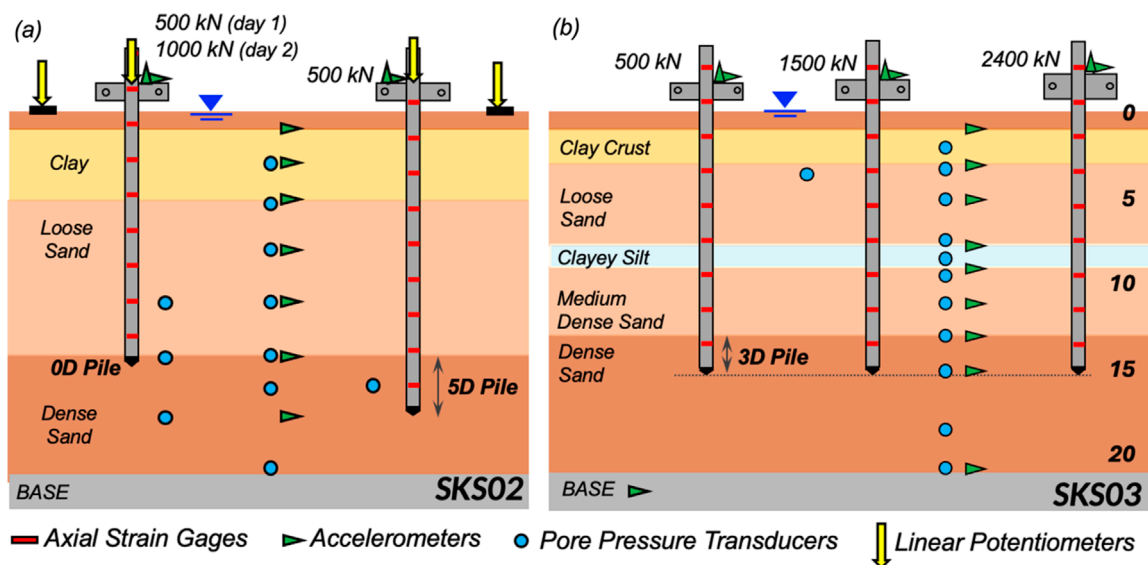 (a)
500 kN (day 1)
1000 kN (day 2)
500 kN
Clay
Loose
Sand
0D Pile
5D Pile
Dense
Sand
BASE
SKS02
(b)
500 kN
1500 kN
2400 kN
0
Clay Crust
5
Loose
Sand
Clayey Silt
10
Medium
Dense Sand
Dense
Sand
3D Pile
15
20
BASE
SKS03
Axial Strain Gages
Accelerometers
Pore Pressure Transducers
Linear Potentiometers